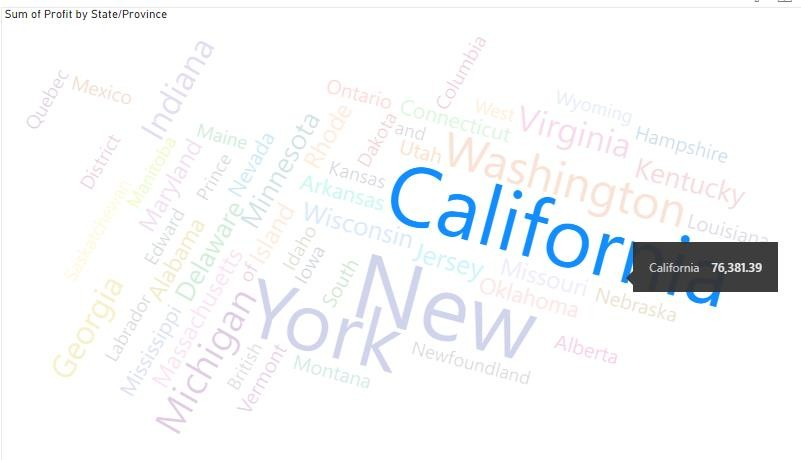 Sum of Profit by State/Province
Quebec
Mexico
Indiana
Columbia
Ontario
Connecticut
West
Virginia
Wyoming
Hampshire
Kentucky
Louisiana
District
Manitoba
Maine
Maryland
Prince
Nevada
Minnesota
Rhode
Dakota
and
Utah
Washington
Kansas
Arkansas
California
Saskatchewan
Edward
Alabama
Delaware
Island
Idaho
Iowa
Wisconsin
Jersey
Missouri
Oklahoma
Nebraska
California 76,381.39
Georgia
Labrador
Mississippi
Massachusetts
of
Michigan
South
York
New
British
Vermont
Montana
Newfoundland
Alberta